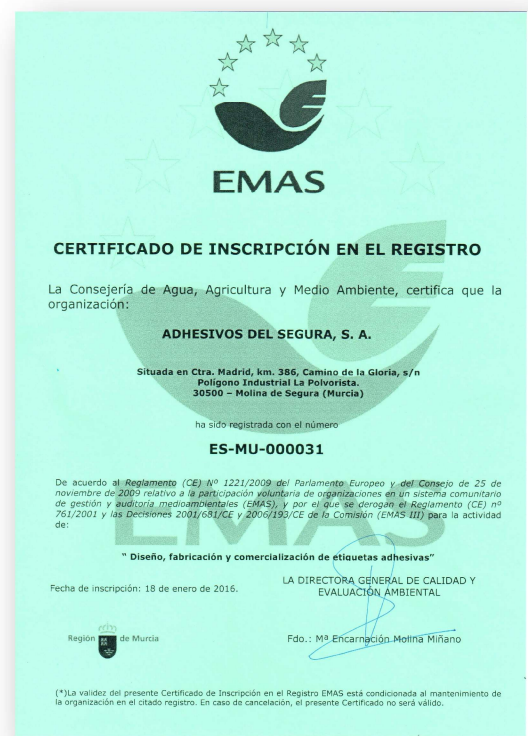 EMAS
CERTIFICADO DE INSCRIPCIÓN EN EL REGISTRO
La Consejería de Agua, Agricultura y Medio Ambiente, certifica que la
organización:
ADHESIVOS DEL SEGURA, S. A.
Situada en Ctra. Madrid, km. 386, Camino de la Gloria, s/n
Polígono Industrial La Polvorista.
30500 – Molina de Segura (Murcia)
ha sido registrada con el número
ES-MU-000031
De acuerdo al Reglamento (CE) Nº 1221/2009 del Parlamento Europeo y del Consejo de 25 de
noviembre de 2009 relativo a la participación voluntaria de organizaciones en un sistema comunitario
de gestión y auditoría medioambientales (EMAS), y por el que se derogan el Reglamento (CE) nº
761/2001 y las Decisiones 2001/681/CE y 2006/193/CE de la Comisión (EMAS III) para la actividad
de:
EMAS
" Diseño, fabricación y comercialización de etiquetas adhesivas"
Fecha de inscripción: 18 de enero de 2016.
LA DIRECTORA GENERAL DE CALIDAD Y
EVALUACIÓN AMBIENTAL
Región de Murcia
Fdo.: Mª Encarnación Molina Miñano
(*)La validez del presente Certificado de Inscripción en el Registro EMAS está condicionada al mantenimiento de
la organización en el citado registro. En caso de cancelación, el presente Certificado no será válido.